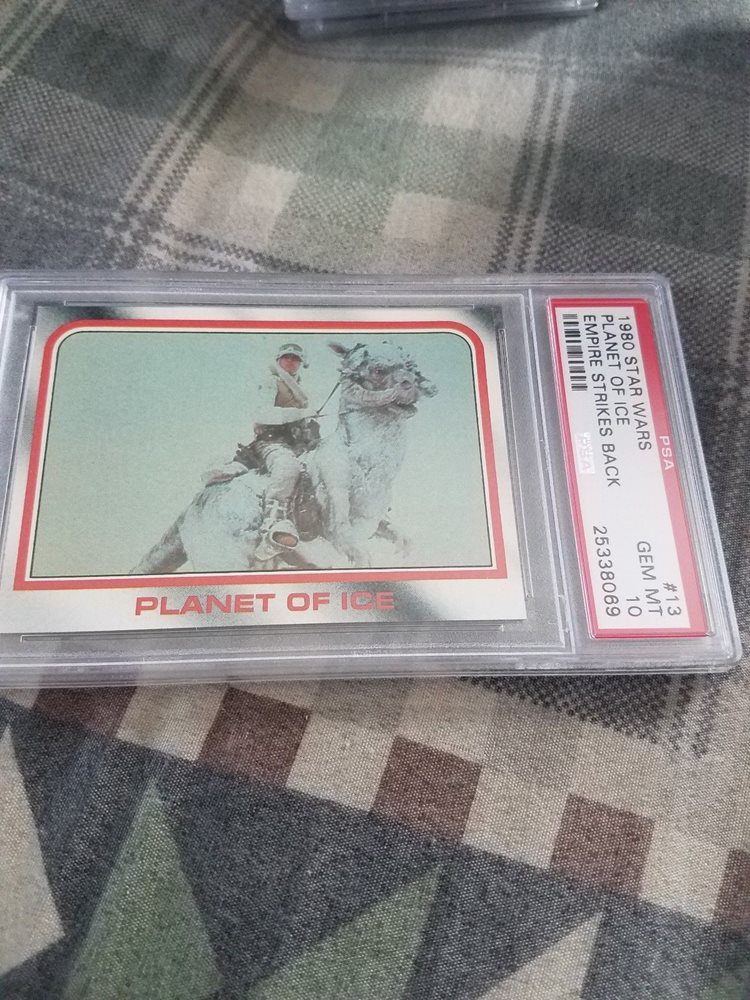 PLANET OF ICE
1980 STAR WARS #13
PLANET OF ICE GEM MT
EMPIRE STRIKES BACK 10
25338069
PSA